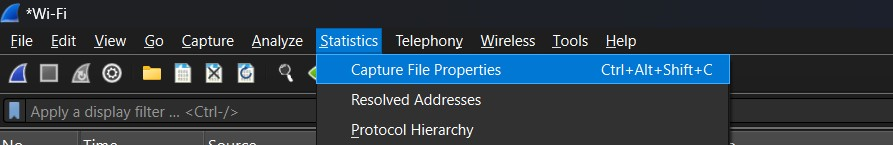 *Wi-Fi
File Edit View Go Capture Analyze Statistics Telephony Wireless Tools Help
Capture File Properties Ctrl+Alt+Shift+C
Apply a display filter ... <Ctrl-/>
Resolved Addresses
Protocol Hierarchy
No. Time Source